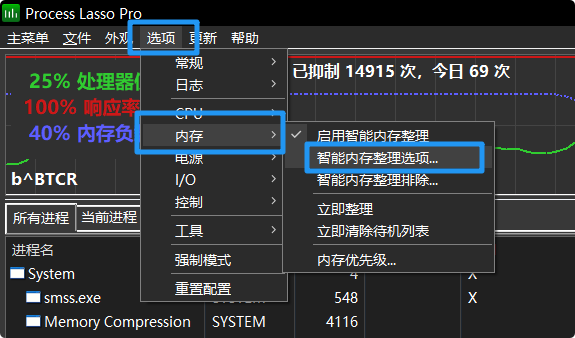 Process Lasso Pro
主菜单 文件 外观 选项 更新 帮助
25% 处理器
已抑制 14915 次，今日 69 次
100% 响应率
40% 内存负
b^BTCR
常规
日志
CPU
内存
电源
I/O
控制
工具
强制模式
重置配置
启用智能内存整理
智能内存整理选项...
智能内存整理排除...
立即整理
立即清除待机列表
内存优先级...
所有进程 当前进程
进程名
System 4 X
smss.exe 548 X
Memory Compression SYSTEM 4116